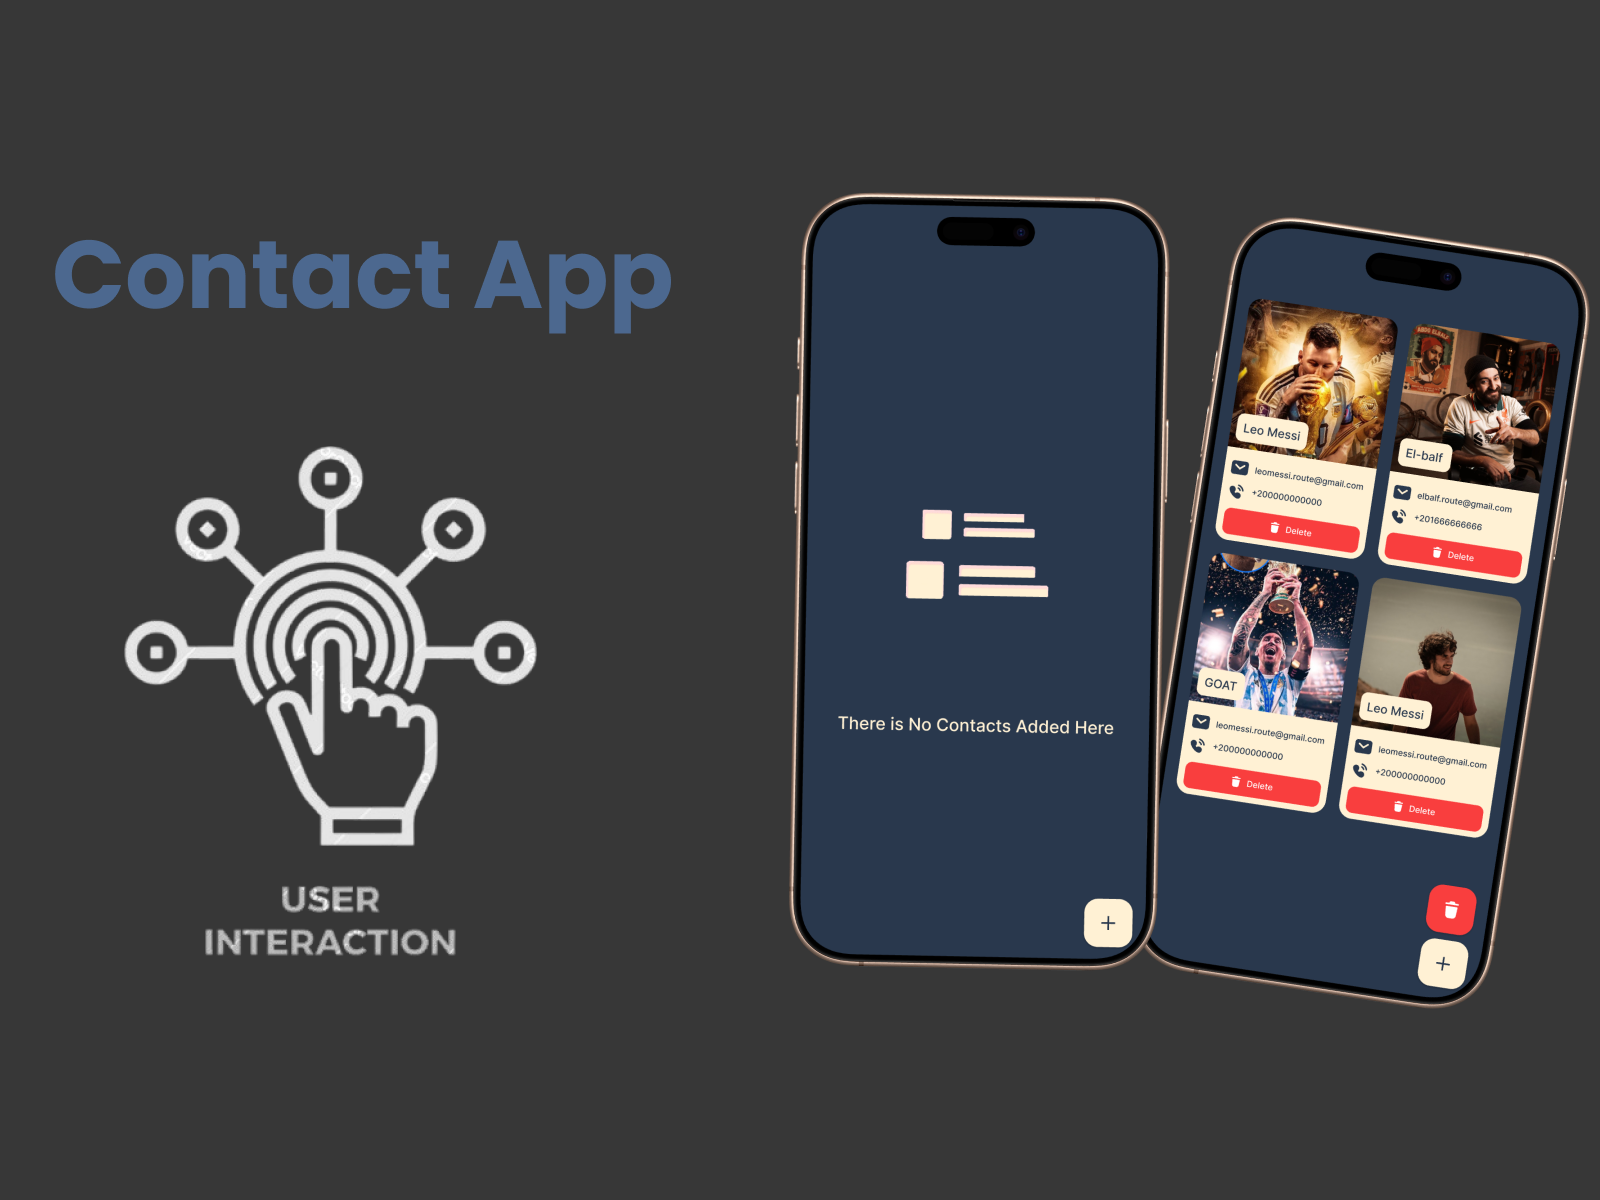 Contact App
USER
INTERACTION
There is No Contacts Added Here
Leo Messi
leomessi.route@gmail.com
+200000000000
Delete
El-balf
elbalf.route@gmail.com
+201666666666
Delete
GOAT
leomessi.route@gmail.com
+200000000000
Delete
Leo Messi
leomessi.route@gmail.com
+200000000000
Delete